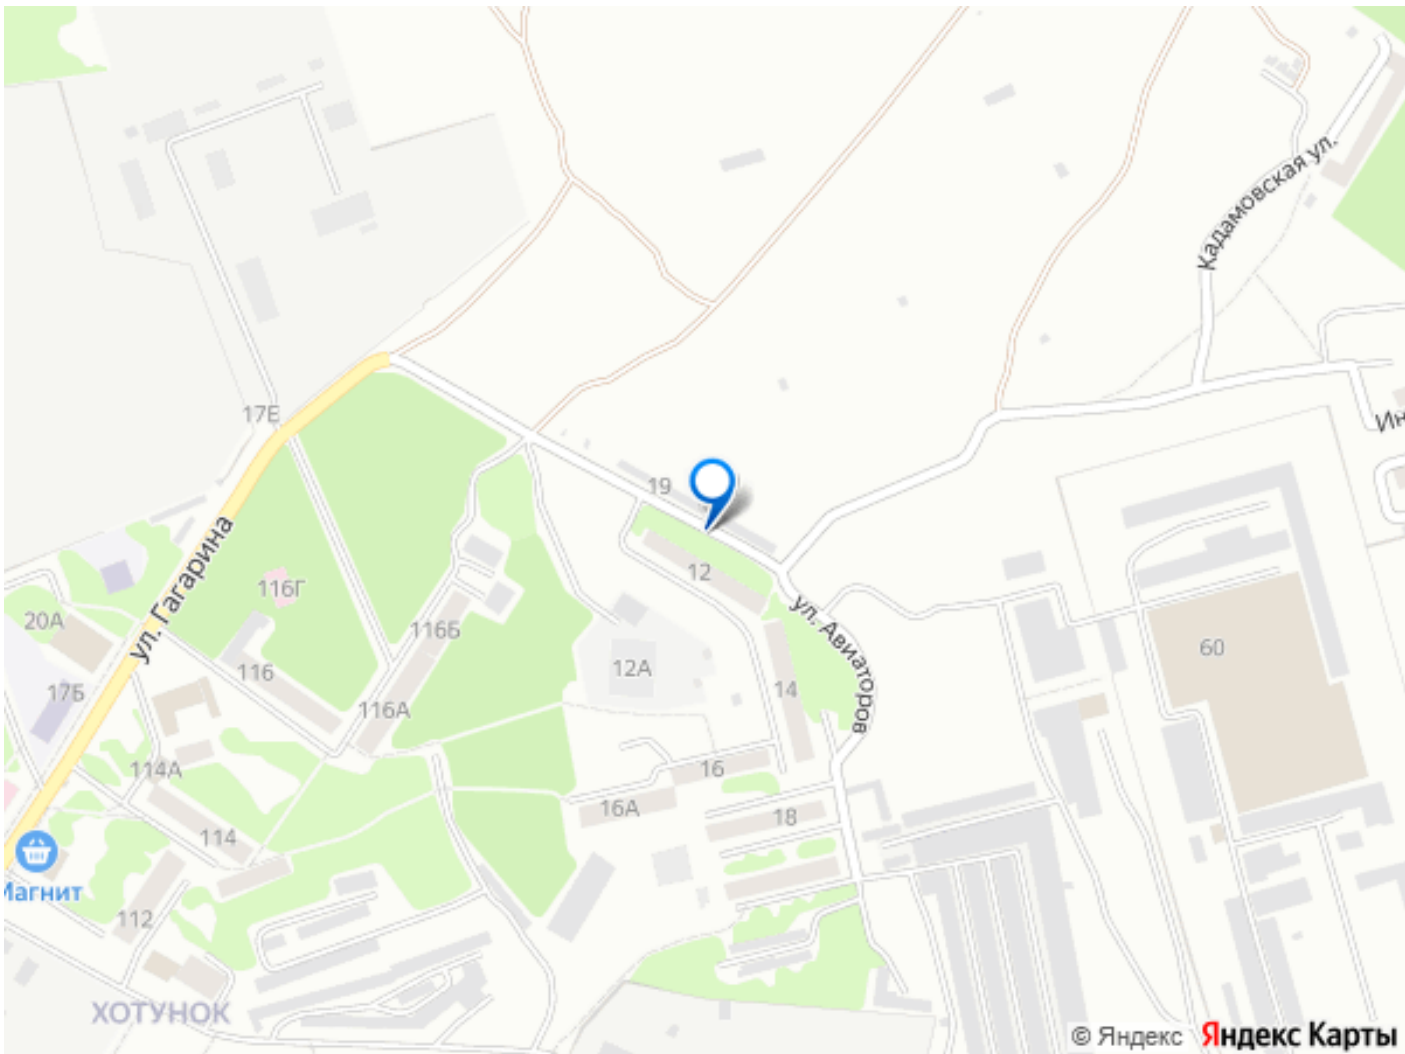 Кадамовская ул.
17Е
Ин
19
12
ул. Гагарина
116Г
20А
116Б
ул. Авиаторов
60
116
12А
17Б
116А
14
114А
16
16А
18
114
Магнит
112
ХОТУНОК
© Яндекс Яндекс Карты